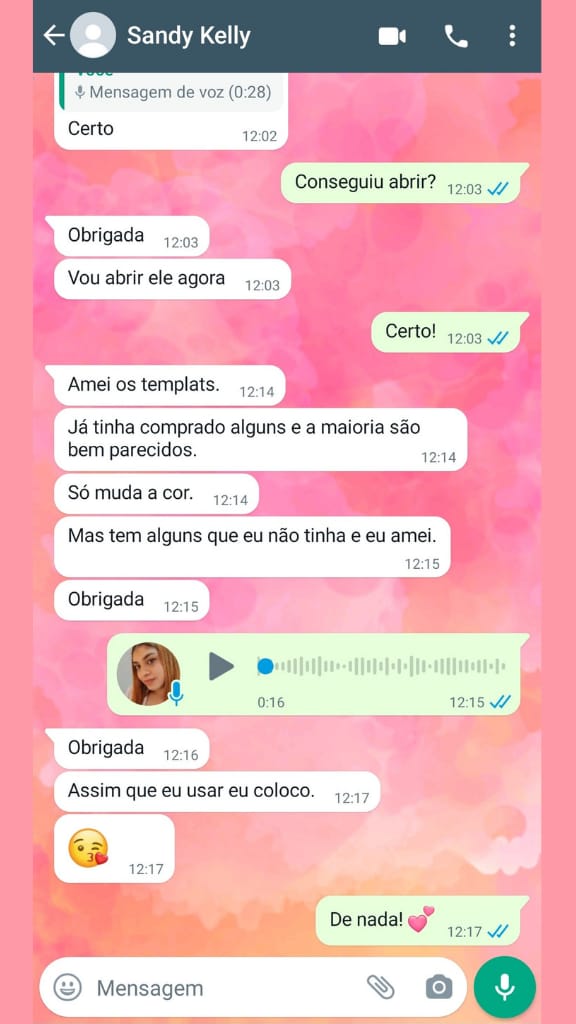 Sandy Kelly
Você
Mensagem de voz (0:28)
Certo
12:02
Conseguiu abrir? 12:03
Obrigada 12:03
Vou abrir ele agora 12:03
Certo! 12:03
Amei os templats. 12:14
Já tinha comprado alguns e a maioria são
bem parecidos.
12:14
Só muda a cor. 12:14
Mas tem alguns que eu não tinha e eu amei.
12:15
Obrigada 12:15
0:16 12:15
Obrigada 12:16
Assim que eu usar eu coloco. 12:17
😘
12:17
De nada! 💕 12:17
Mensagem